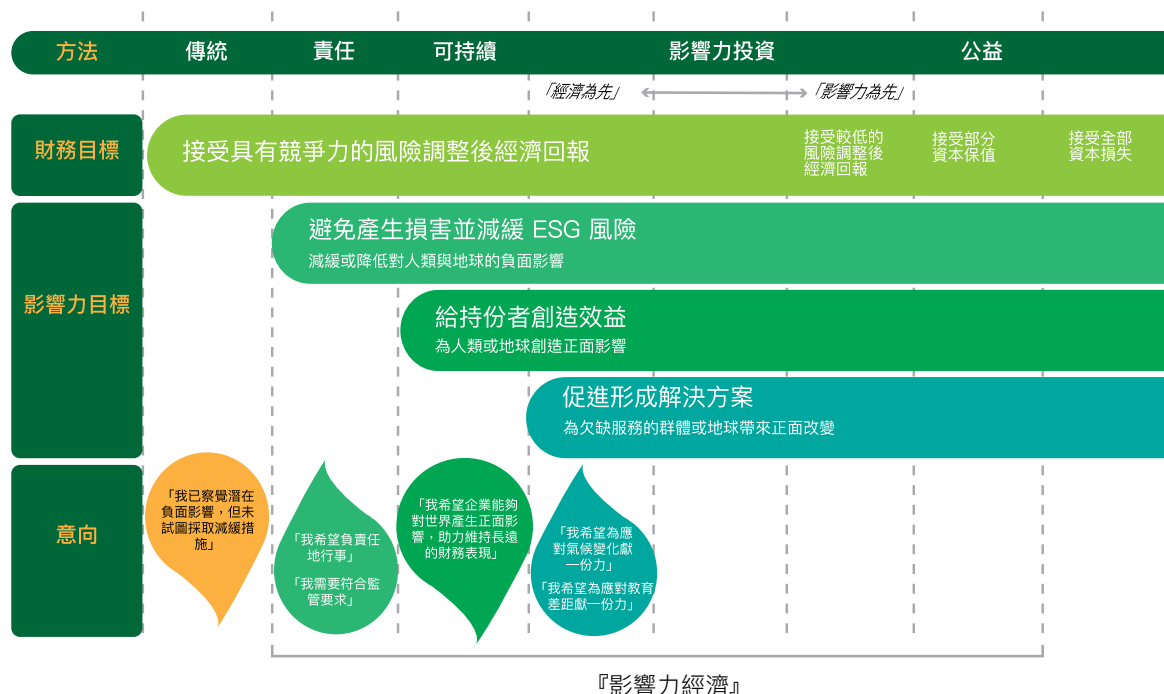 方法
傳統
責任
可持續
影響力投資
公益
「經濟為先」
「影響力為先」
財務目標
接受具有競爭力的風險調整後經濟回報
接受較低的
風險調整後
經濟回報
接受部分
資本保值
接受全部
資本損失
影響力目標
避免產生損害並減緩 ESG 風險
減緩或降低對人類與地球的負面影響
給持份者創造效益
為人類或地球創造正面影響
促進形成解決方案
為欠缺服務的群體或地球帶來正面改變
意向
「我已察覺潛在
負面影響，但未
試圖採取減緩措
施」
「我希望負責任
地行事」
「我需要符合監
管要求」
「我希望企業能夠
對世界產生正面影
響，助力維持長遠
的財務表現」
「我希望為應
對氣候變化獻
一份力」
「我希望為應對教育
差距獻一份力」
『影響力經濟』